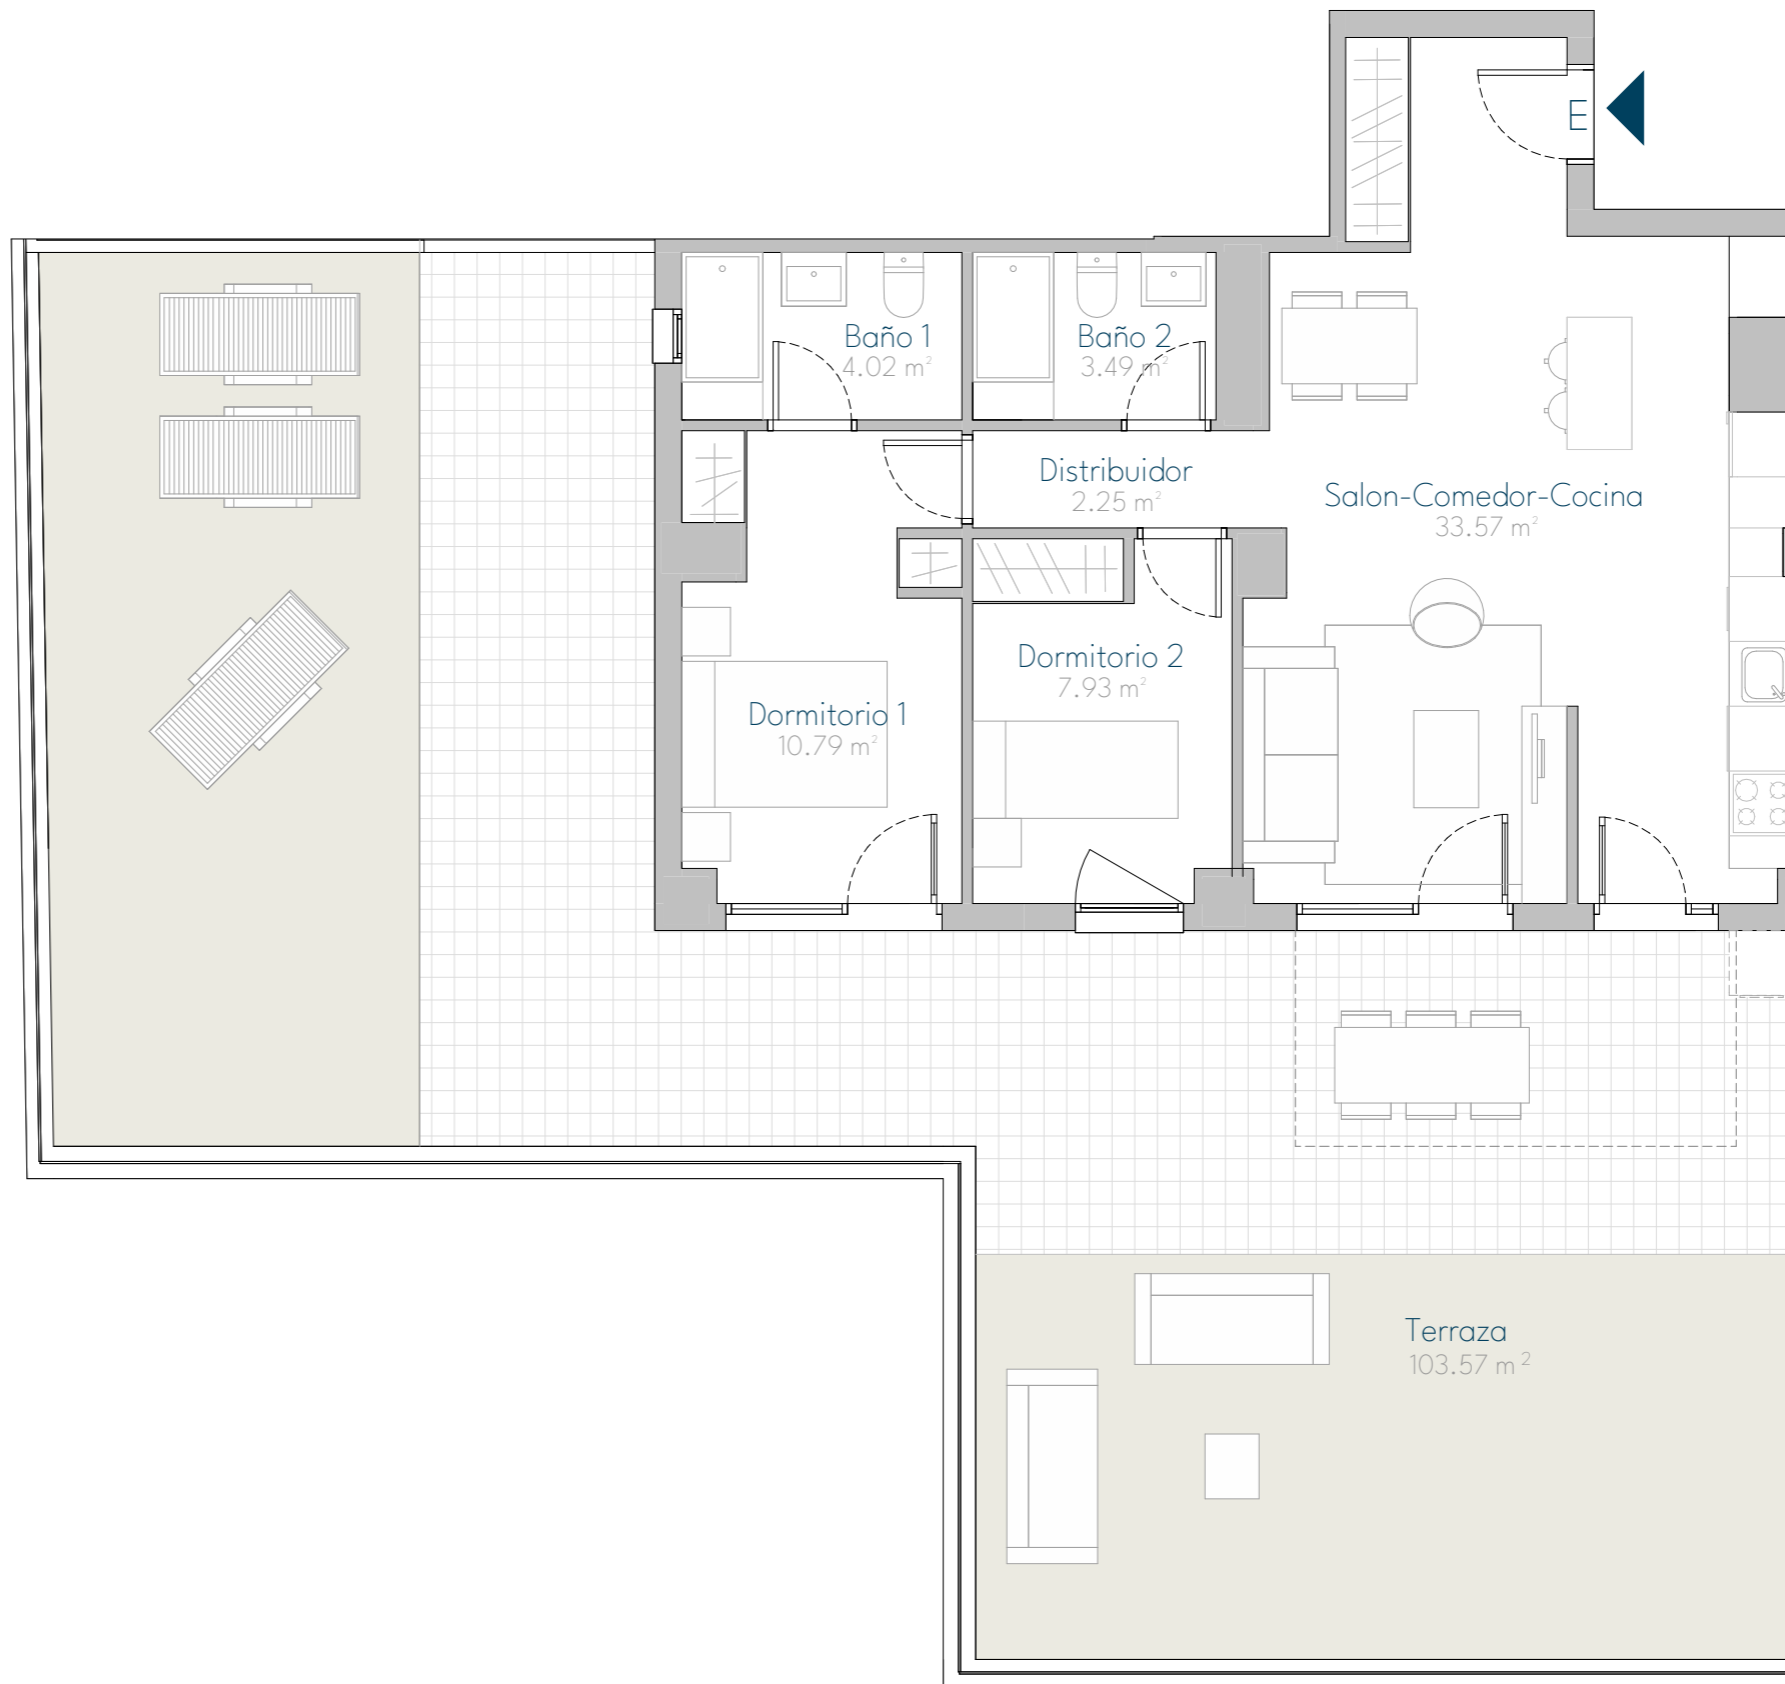 E
Baño 1
4.02 m²
Baño 2
3.49 m²
Distribuidor
2.25 m²
Salon-Comedor-Cocina
33.57 m²
Dormitorio 2
7.93 m²
Dormitorio 1
10.79 m²
Terraza
103.57 m²